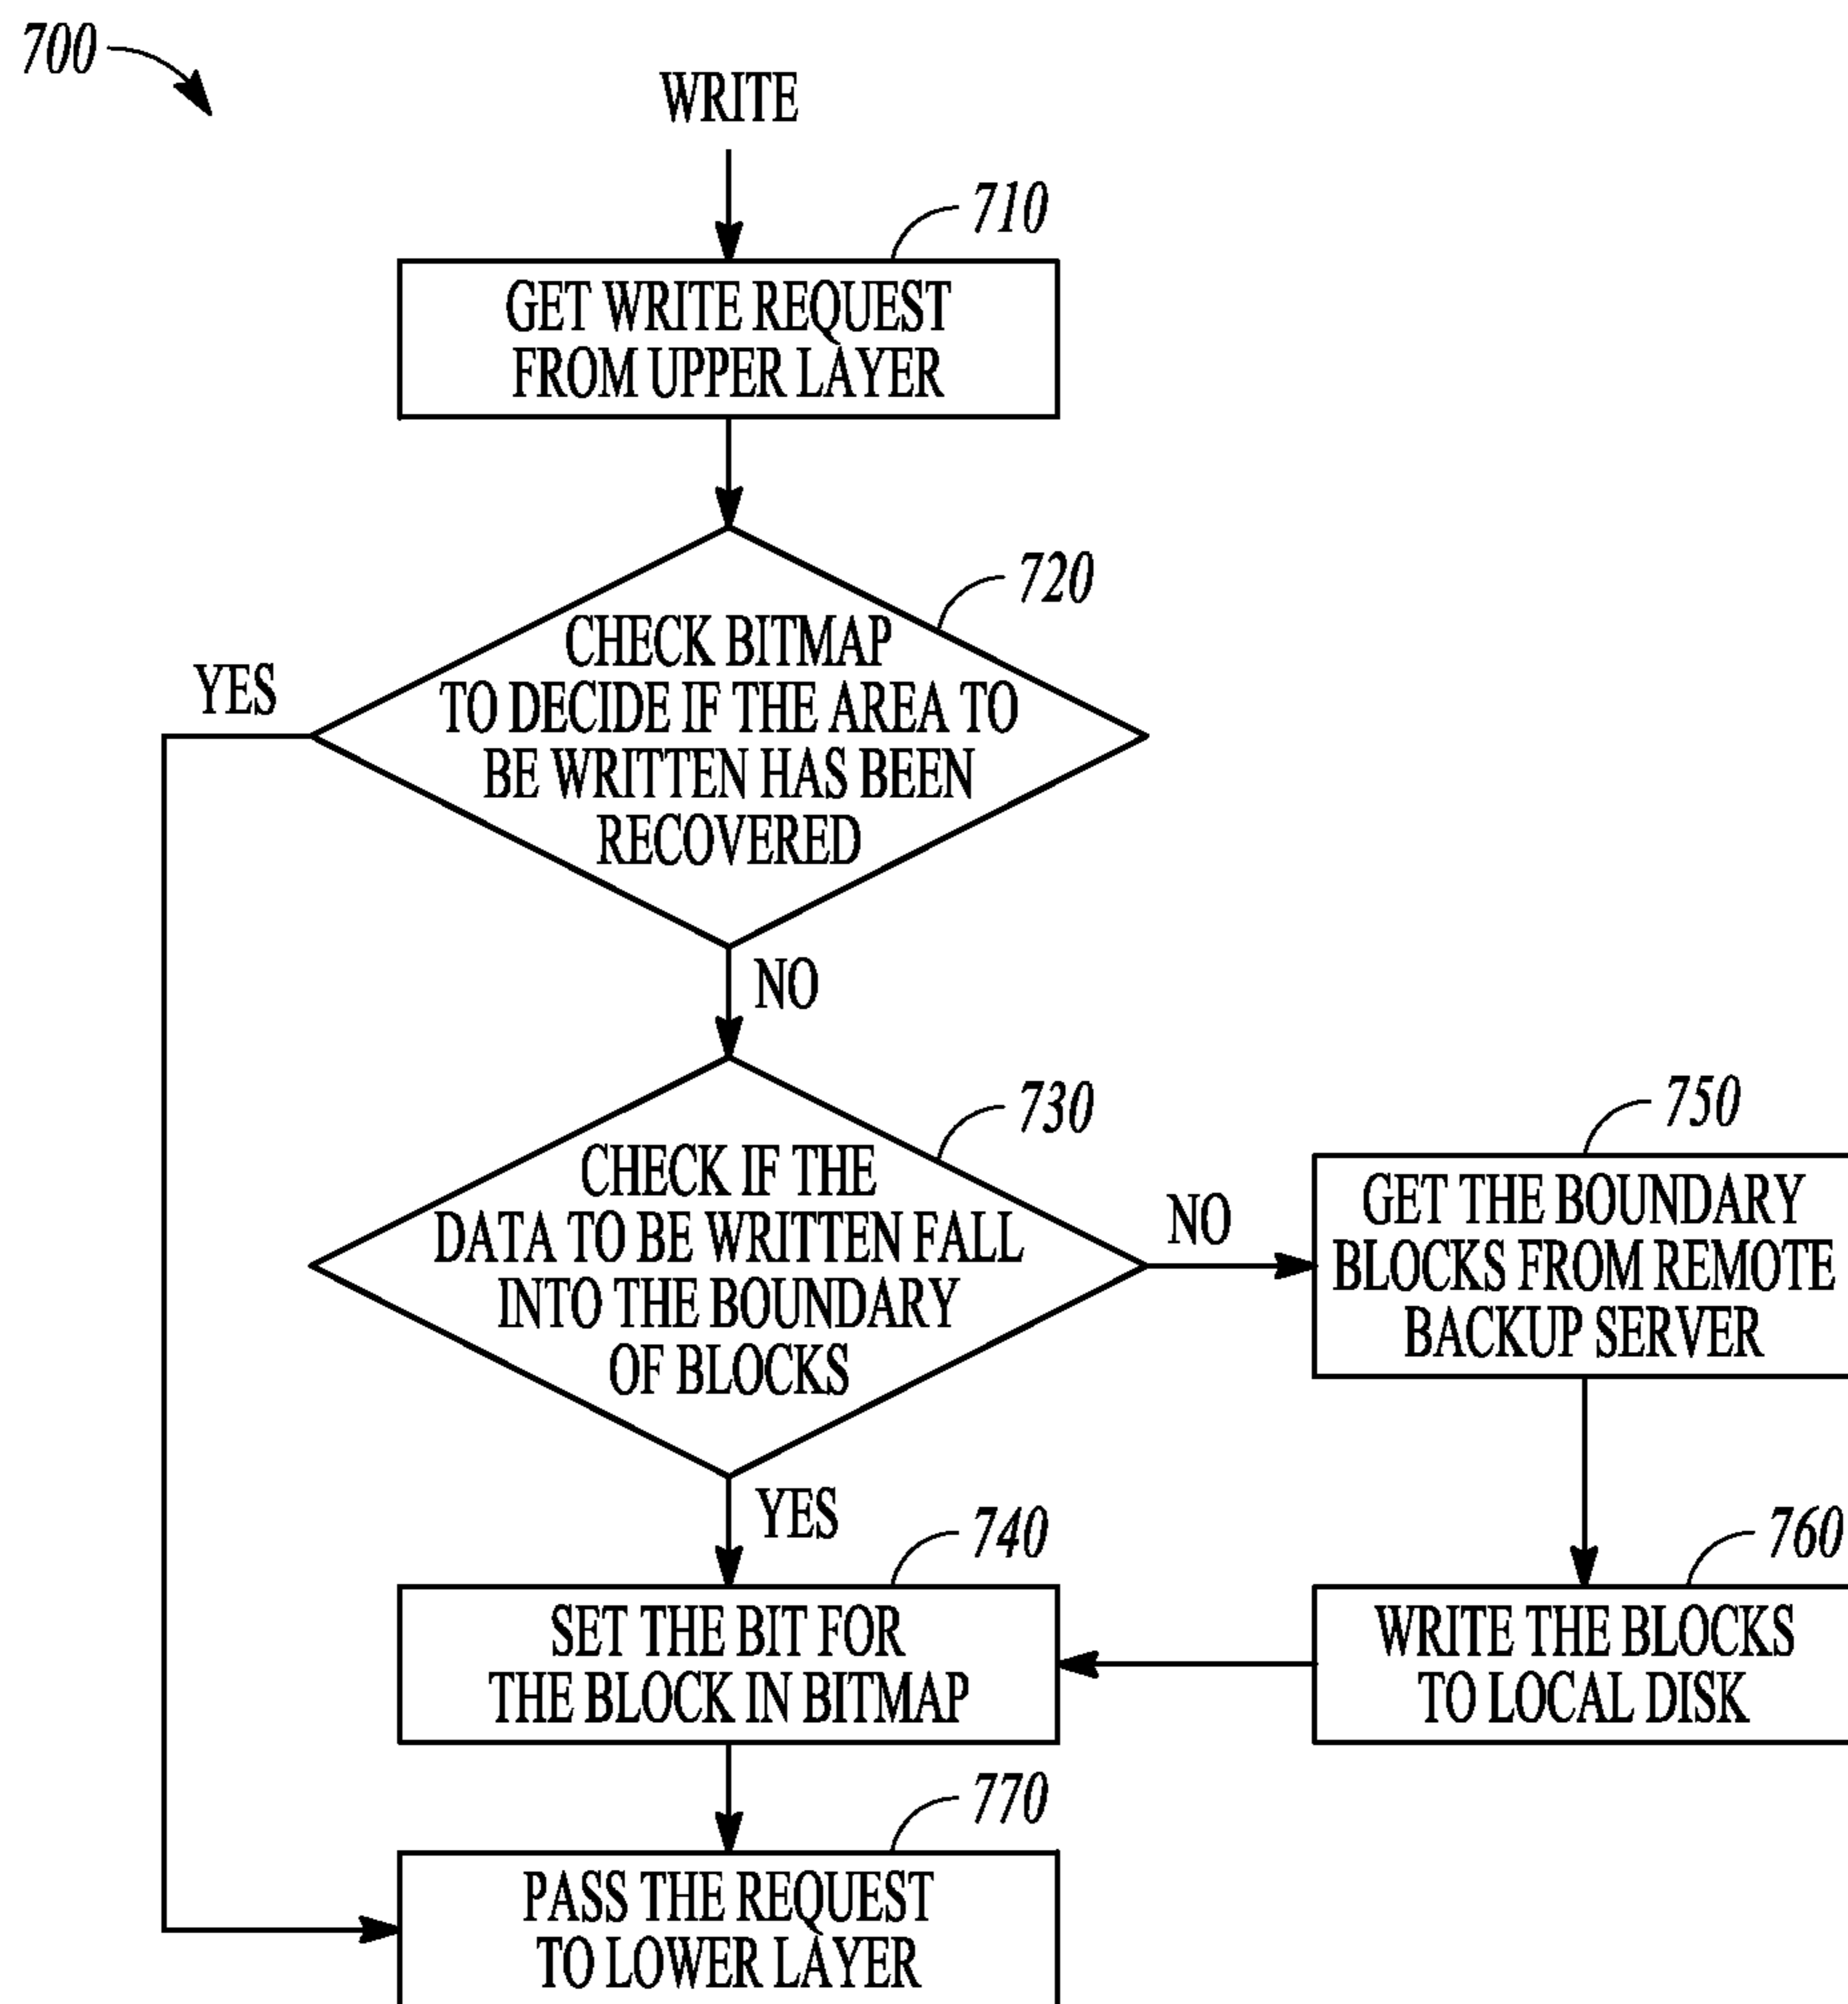 700
WRITE
710
GET WRITE REQUEST
FROM UPPER LAYER
720
CHECK BITMAP
TO DECIDE IF THE AREA TO
BE WRITTEN HAS BEEN
RECOVERED
YES
NO
730
CHECK IF THE
DATA TO BE WRITTEN FALL
INTO THE BOUNDARY
OF BLOCKS
NO
750
GET THE BOUNDARY
BLOCKS FROM REMOTE
BACKUP SERVER
YES
740
SET THE BIT FOR
THE BLOCK IN BITMAP
760
WRITE THE BLOCKS
TO LOCAL DISK
770
PASS THE REQUEST
TO LOWER LAYER